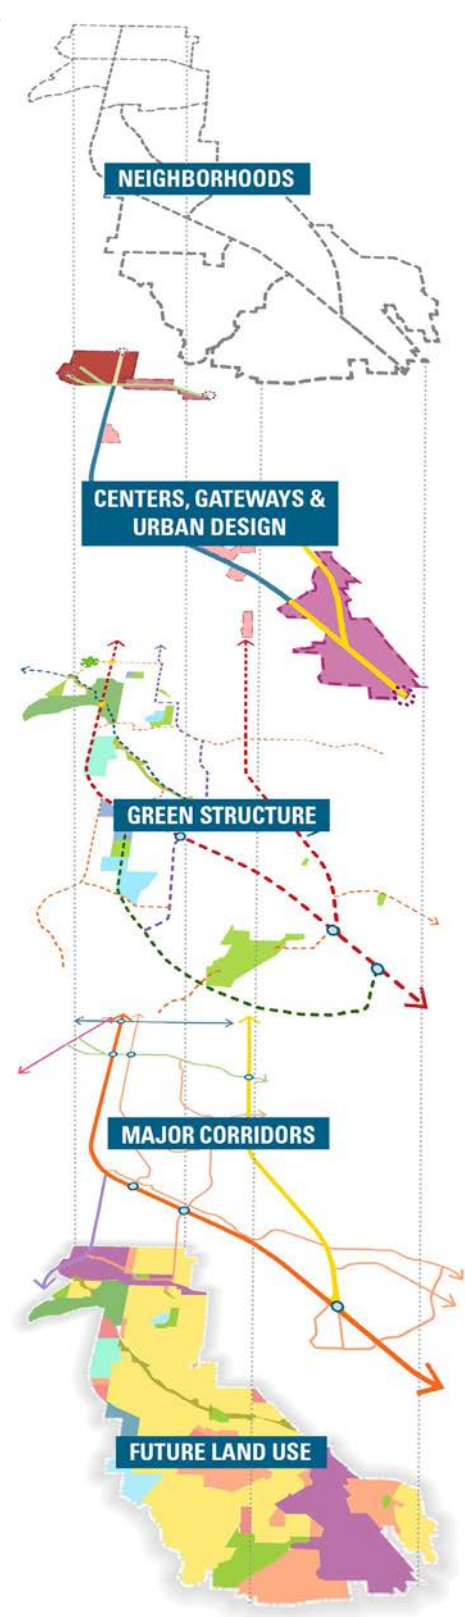 NEIGHBORHOODS
CENTERS, GATEWAYS &
URBAN DESIGN
GREEN STRUCTURE
MAJOR CORRIDORS
FUTURE LAND USE